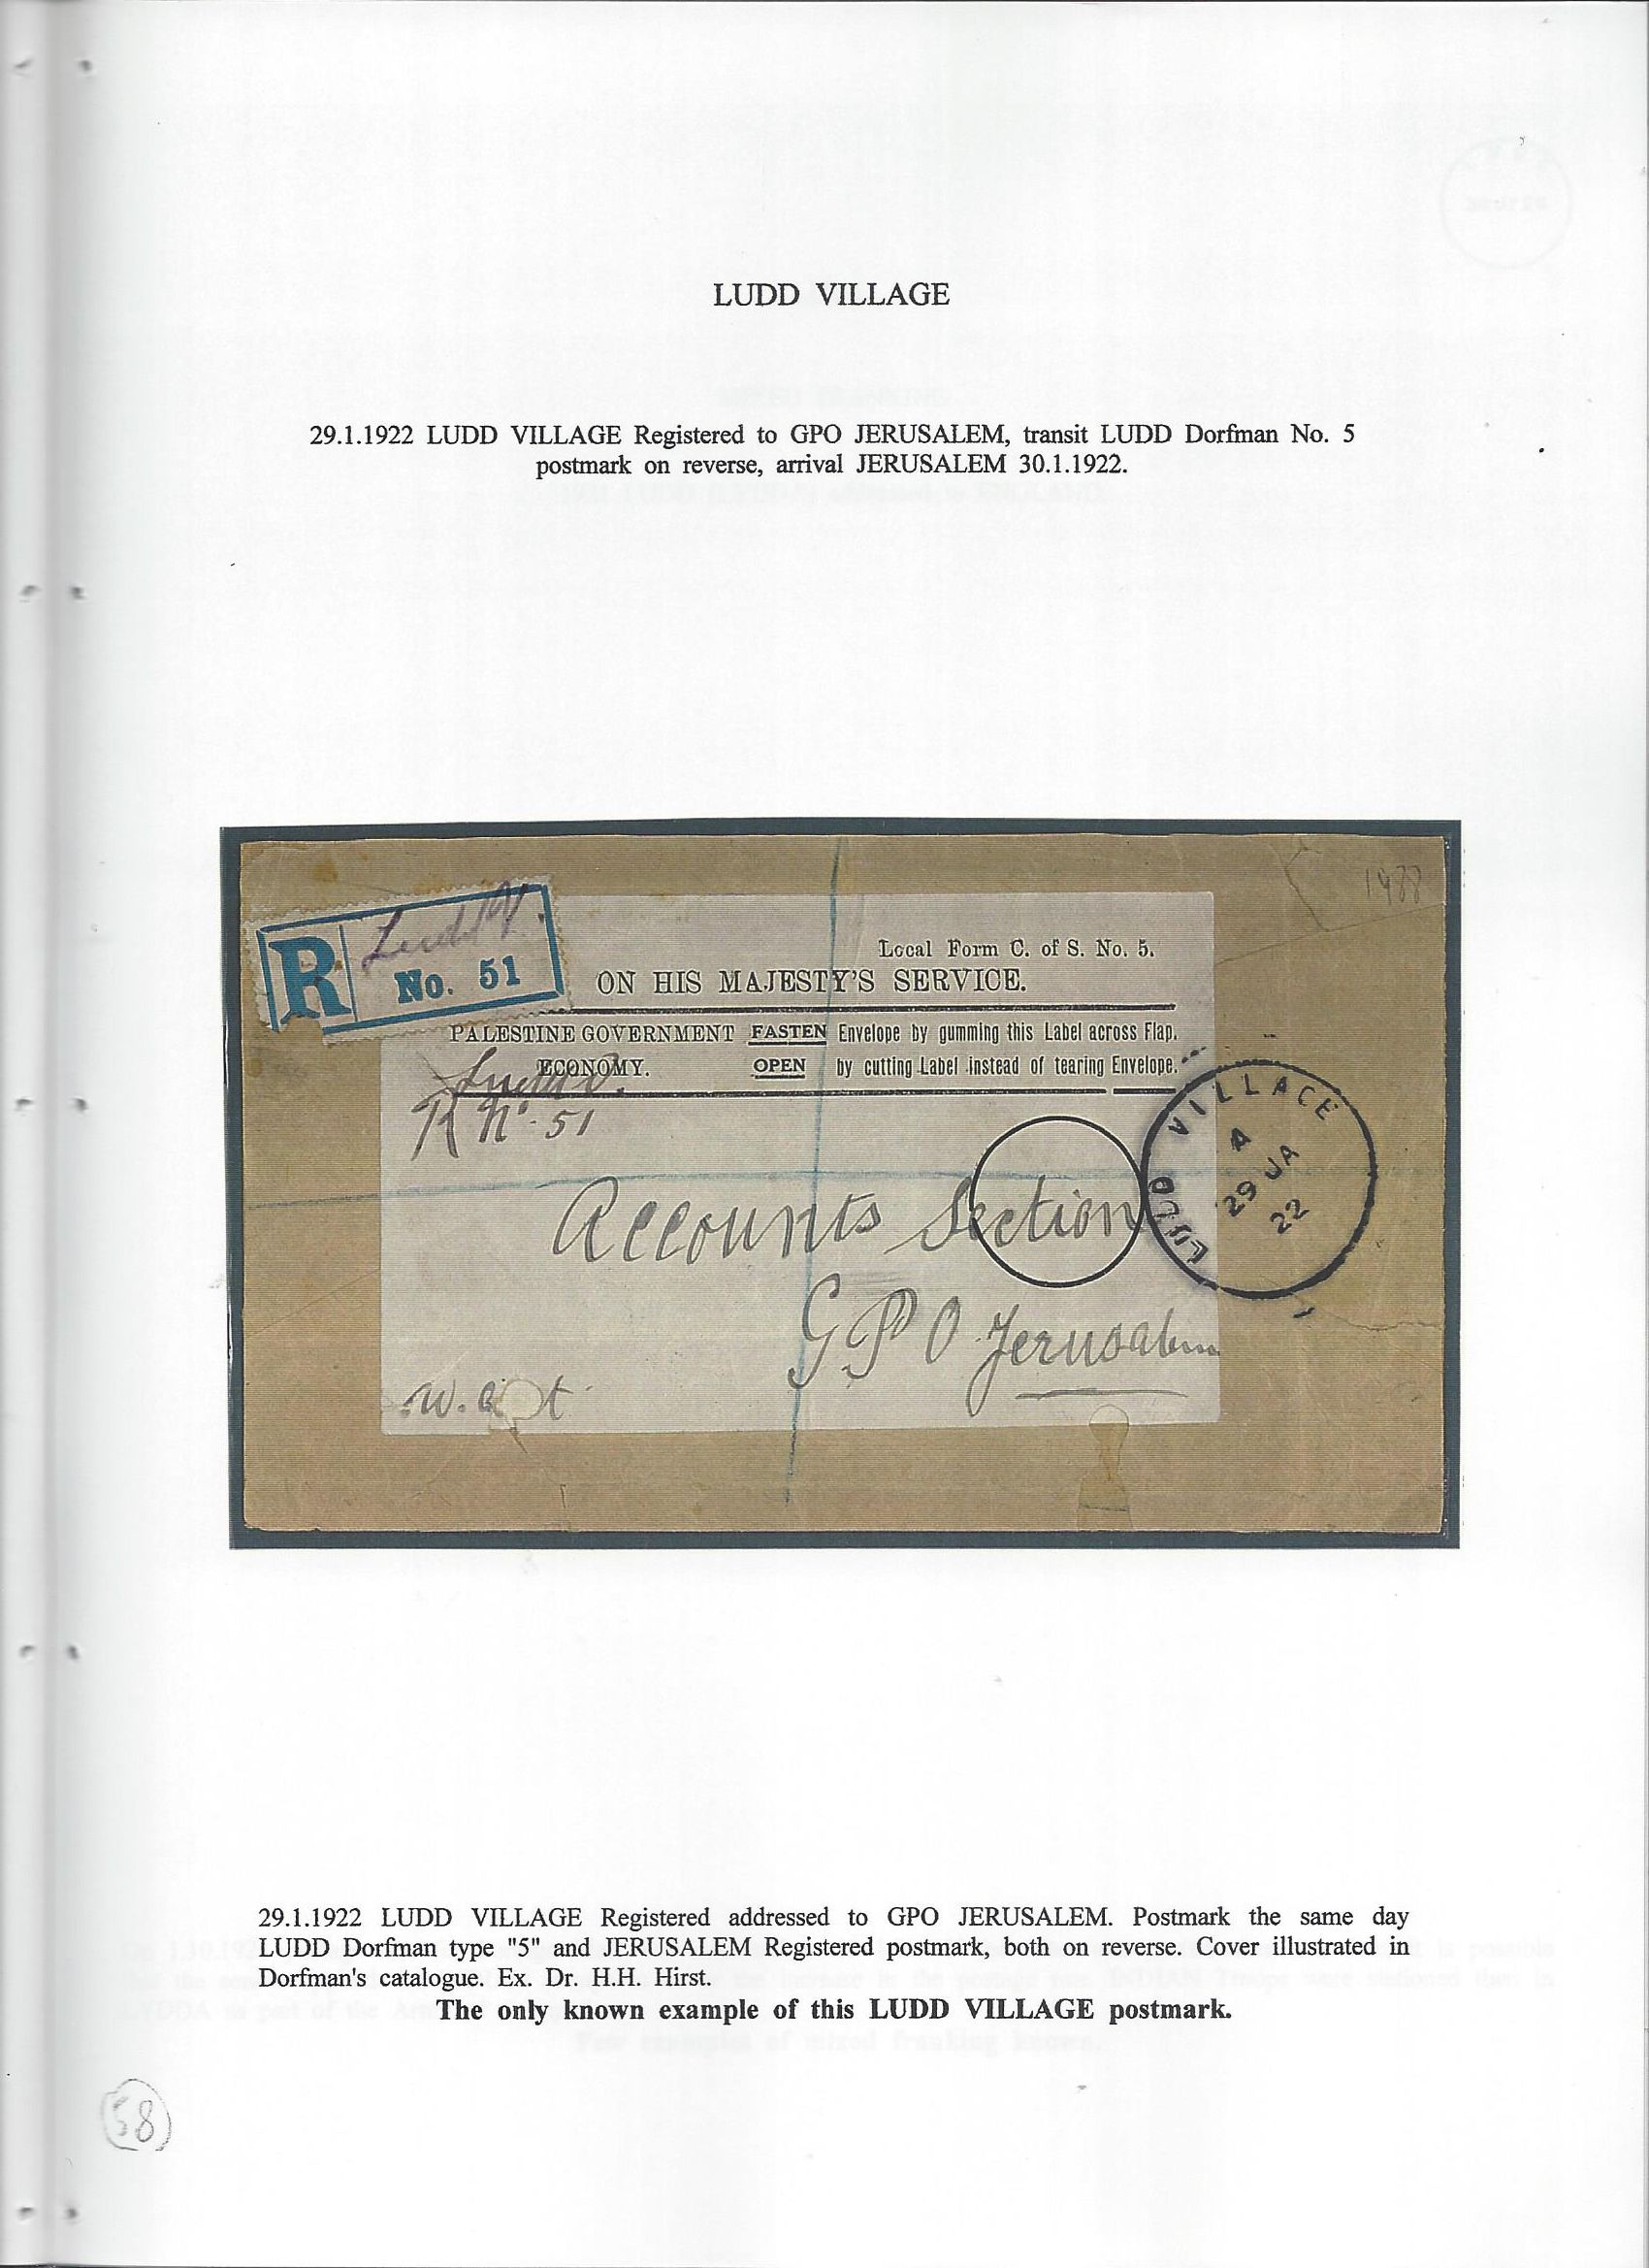 LUDD VILLAGE
29.1.1922 LUDD VILLAGE Registered to GPO JERUSALEM, transit LUDD Dorfman No. 5
postmark on reverse, arrival JERUSALEM 30.1.1922.
Ludd V.
R No. 51
Local Form C. of S. No. 5.
ON HIS MAJESTY'S SERVICE.
PALESTINE GOVERNMENT FASTEN Envelope by gumming this Label across Flap.
ECONOMY. OPEN by cutting Label instead of tearing Envelope.
R No. 51
LUDD VILLAGE
A
29 JA
22
Accounts Section
GPO Jerusalem
29.1.1922 LUDD VILLAGE Registered addressed to GPO JERUSALEM. Postmark the same day
LUDD Dorfman type "5" and JERUSALEM Registered postmark, both on reverse. Cover illustrated in
Dorfman's catalogue. Ex. Dr. H.H. Hirst.
The only known example of this LUDD VILLAGE postmark.
58